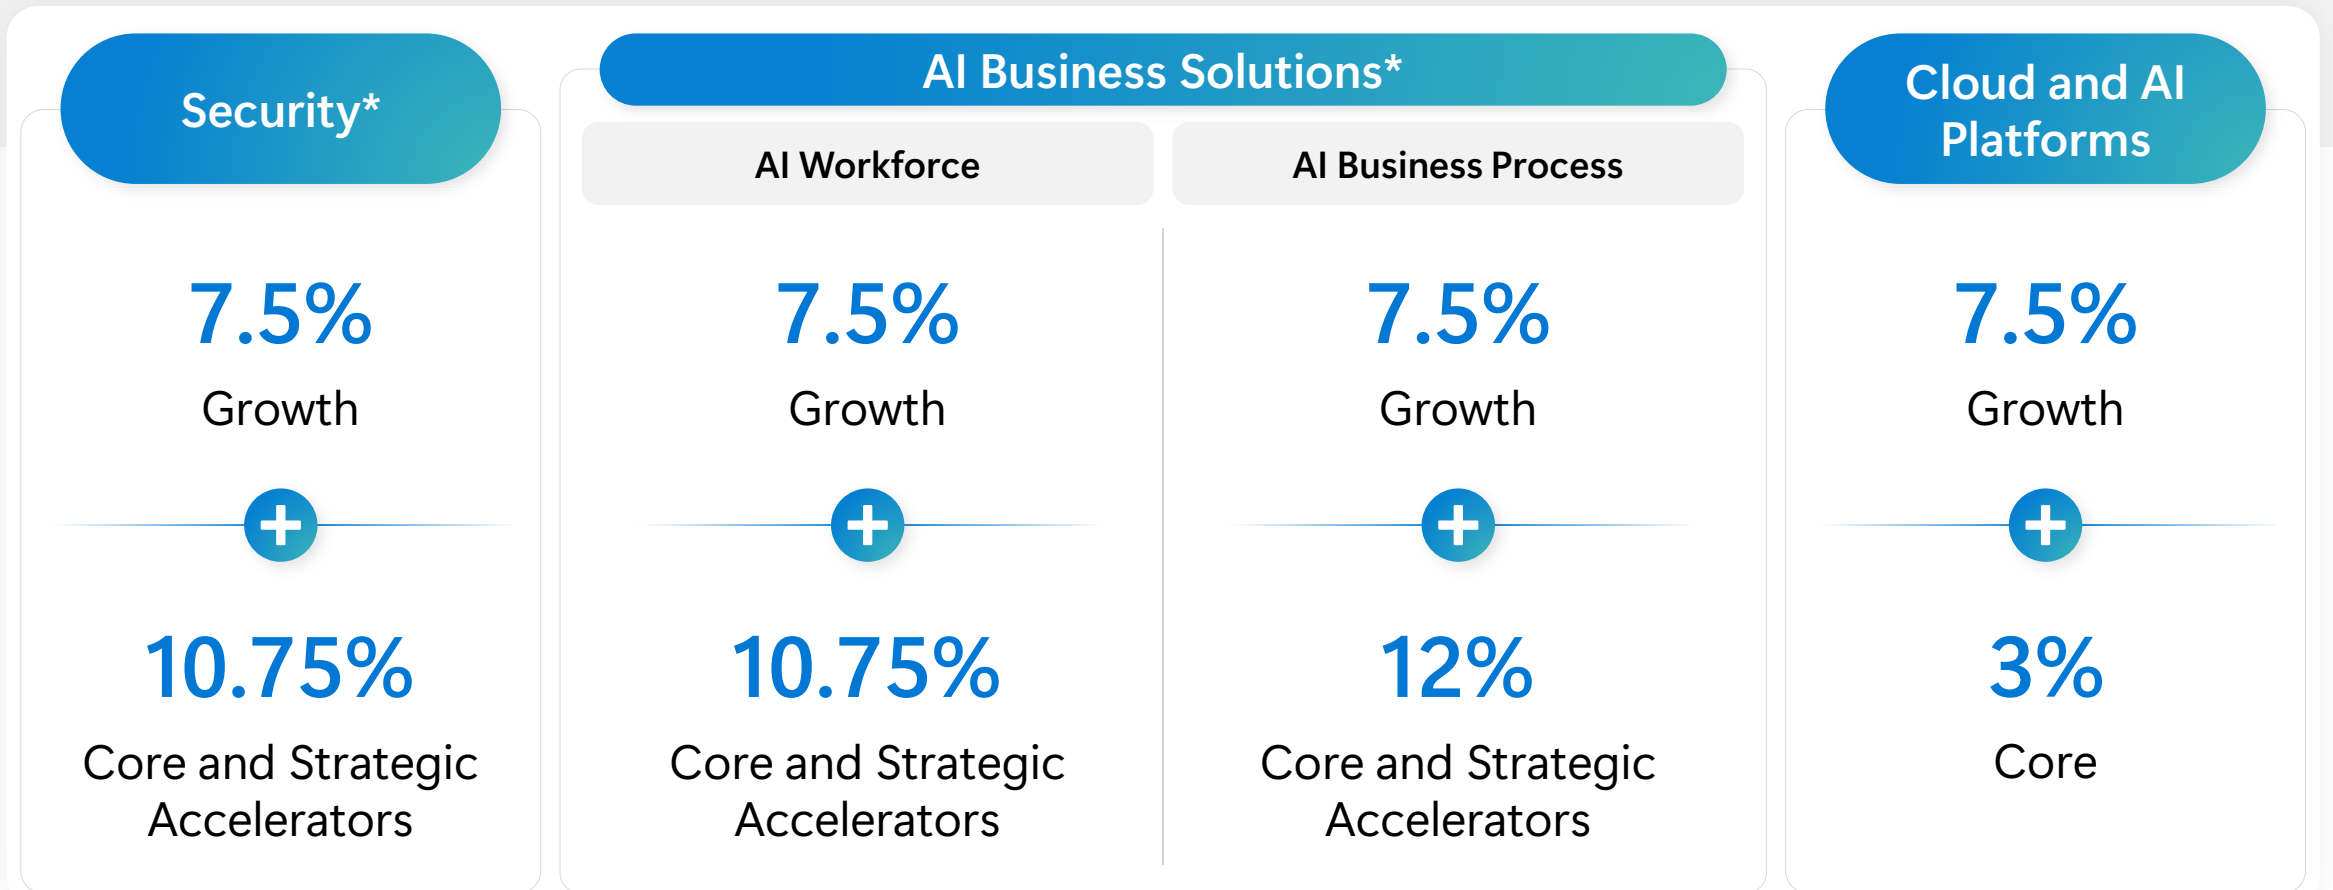 Security*
7.5%
Growth
10.75%
Core and Strategic
Accelerators
AI Business Solutions*
AI Workforce
7.5%
Growth
10.75%
Core and Strategic
Accelerators
AI Business Process
7.5%
Growth
12%
Core and Strategic
Accelerators
Cloud and AI
Platforms
7.5%
Growth
3%
Core